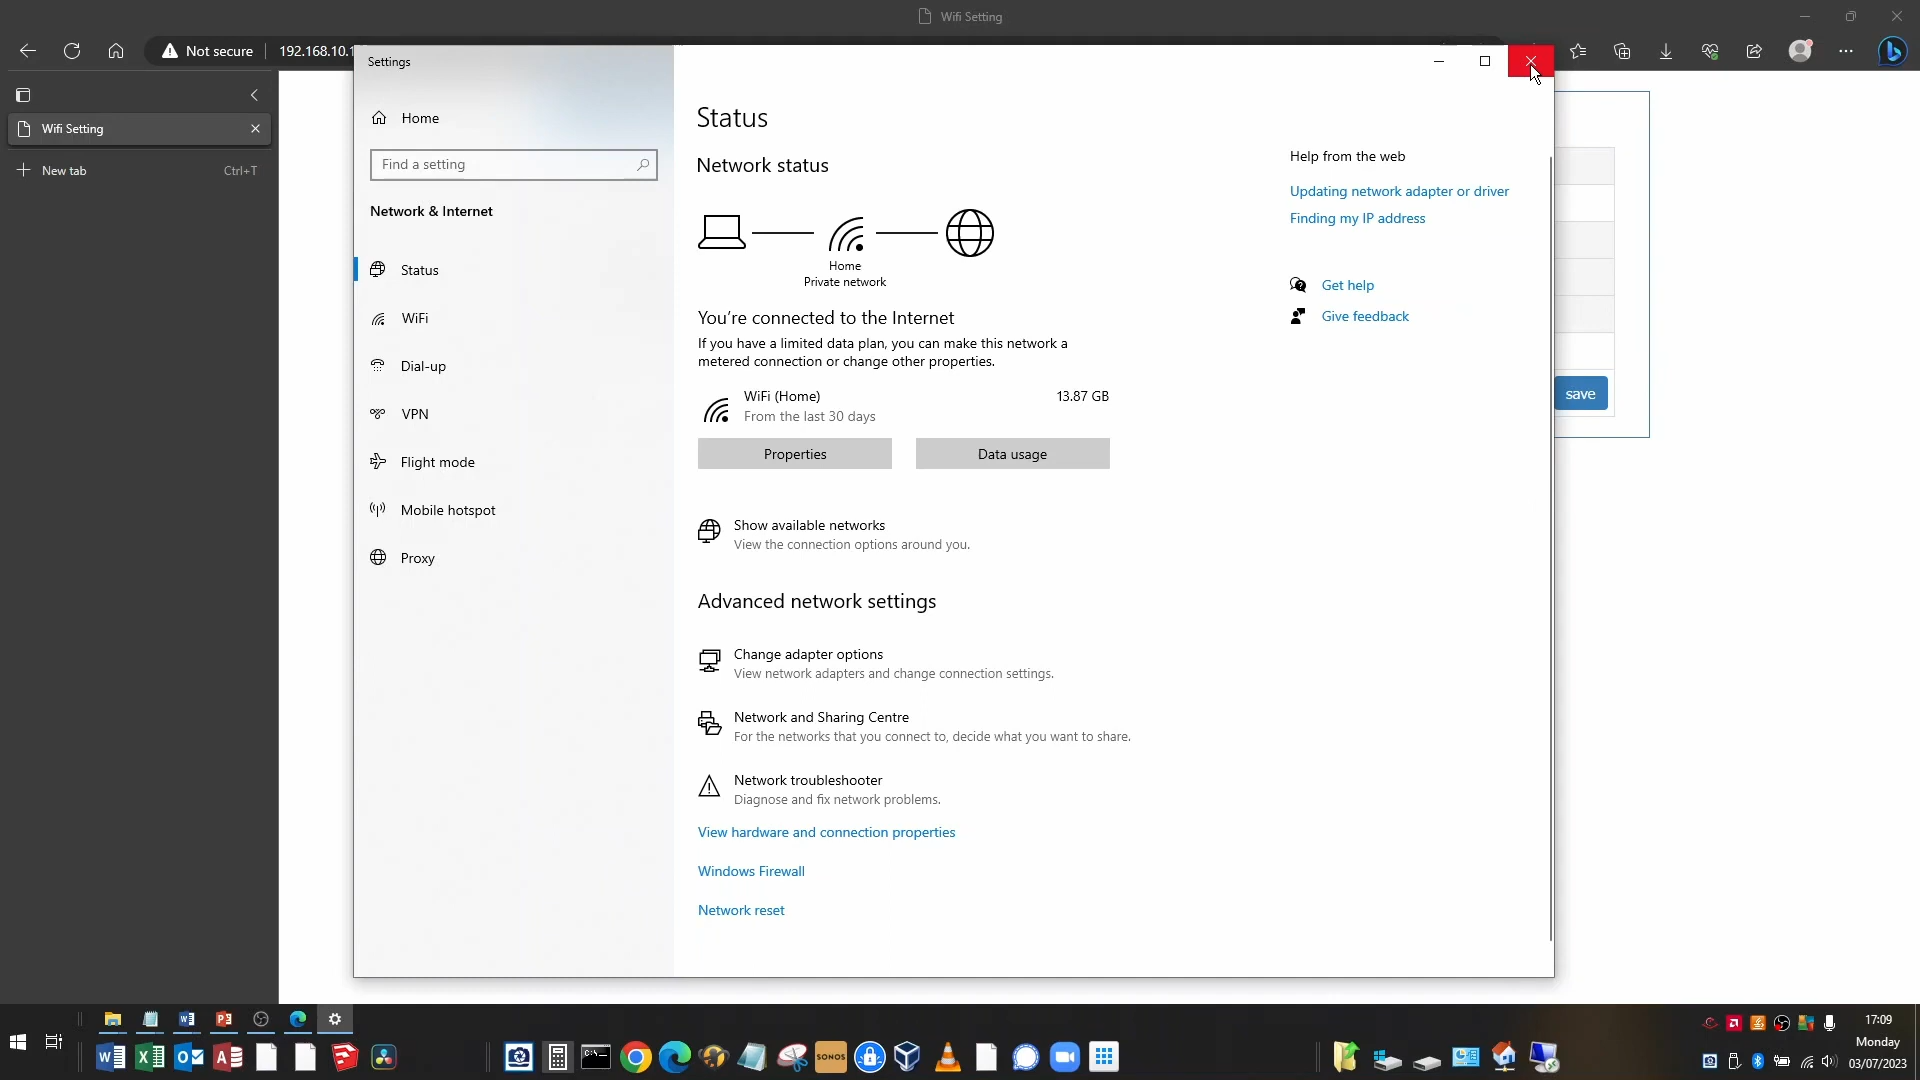 Wifi Setting
Not secure
192.168.10.1
Wifi Setting
New tab
Ctrl+T
Settings
Home
Find a setting
Network & Internet
Status
WiFi
Dial-up
VPN
Flight mode
Mobile hotspot
Proxy
Status
Network status
Home
Private network
You're connected to the Internet
If you have a limited data plan, you can make this network a
metered connection or change other properties.
WiFi (Home)
13.87 GB
From the last 30 days
Properties
Data usage
Show available networks
View the connection options around you.
Advanced network settings
Change adapter options
View network adapters and change connection settings.
Network and Sharing Centre
For the networks that you connect to, decide what you want to share.
Network troubleshooter
Diagnose and fix network problems.
View hardware and connection properties
Windows Firewall
Network reset
Help from the web
Updating network adapter or driver
Finding my IP address
Get help
Give feedback
save
SONOS
17:09
Monday
03/07/2023